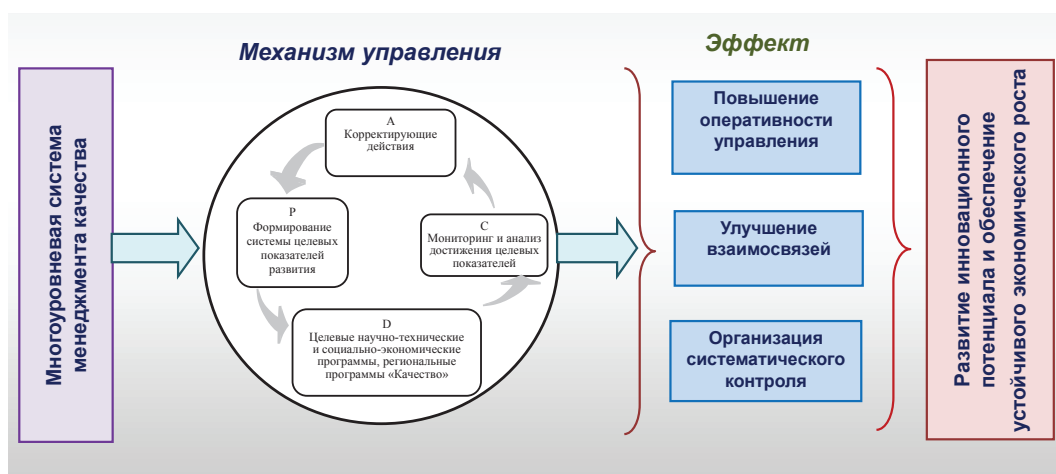 Механизм управления
Эффект
Многоуровневая система
менеджмента качества
A
Корректирующие
действия
P
Формирование
системы целевых
показателей
развития
C
Мониторинг и анализ
достижения целевых
показателей
D
Целевые научно-технические
и социально-экономические
программы, региональные
программы «Качество»
Повышение
оперативности
управления
Улучшение
взаимосвязей
Организация
систематического
контроля
Развитие инновационного
потенциала и обеспечение
устойчивого экономического роста